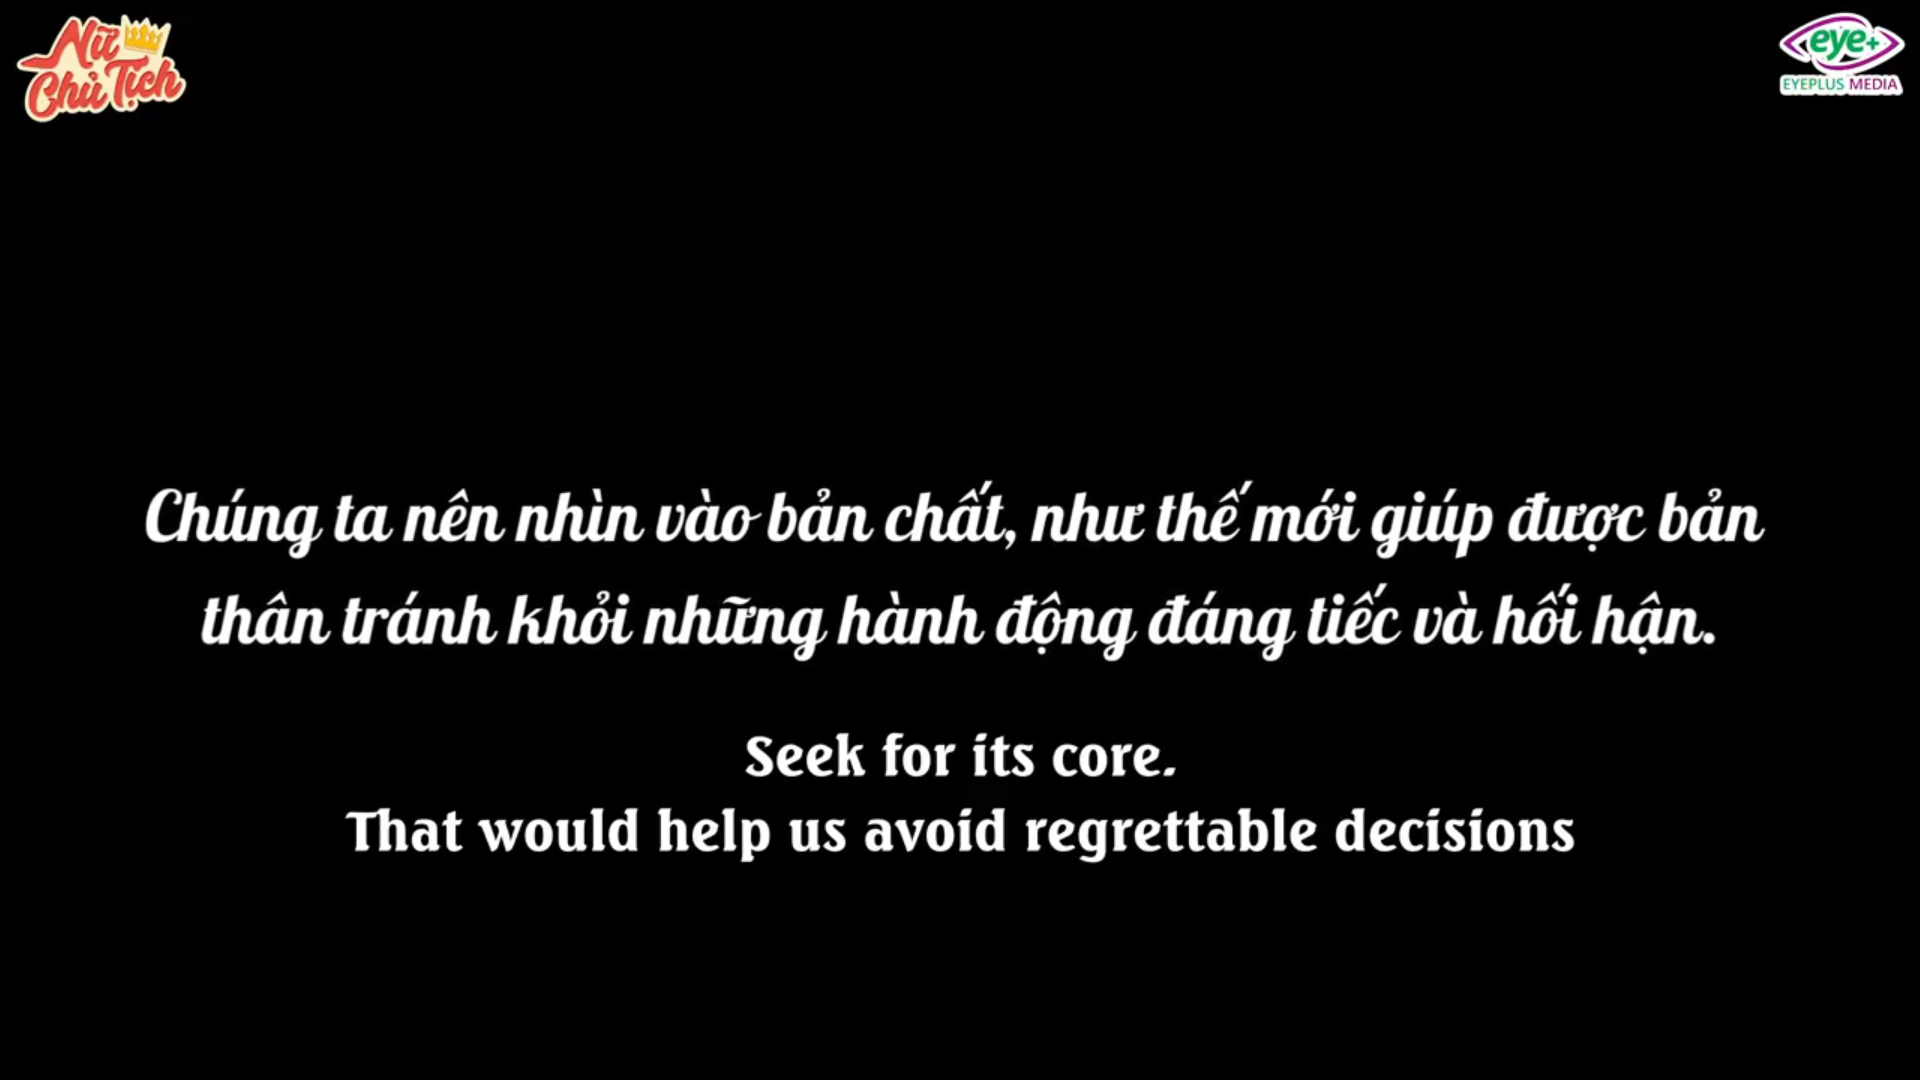 Nữ
Chủ Tịch
eye+
EYEPLUS MEDIA
Chúng ta nên nhìn vào bản chất, như thế mới giúp được bản
thân tránh khỏi những hành động đáng tiếc và hối hận.
Seek for its core.
That would help us avoid regrettable decisions